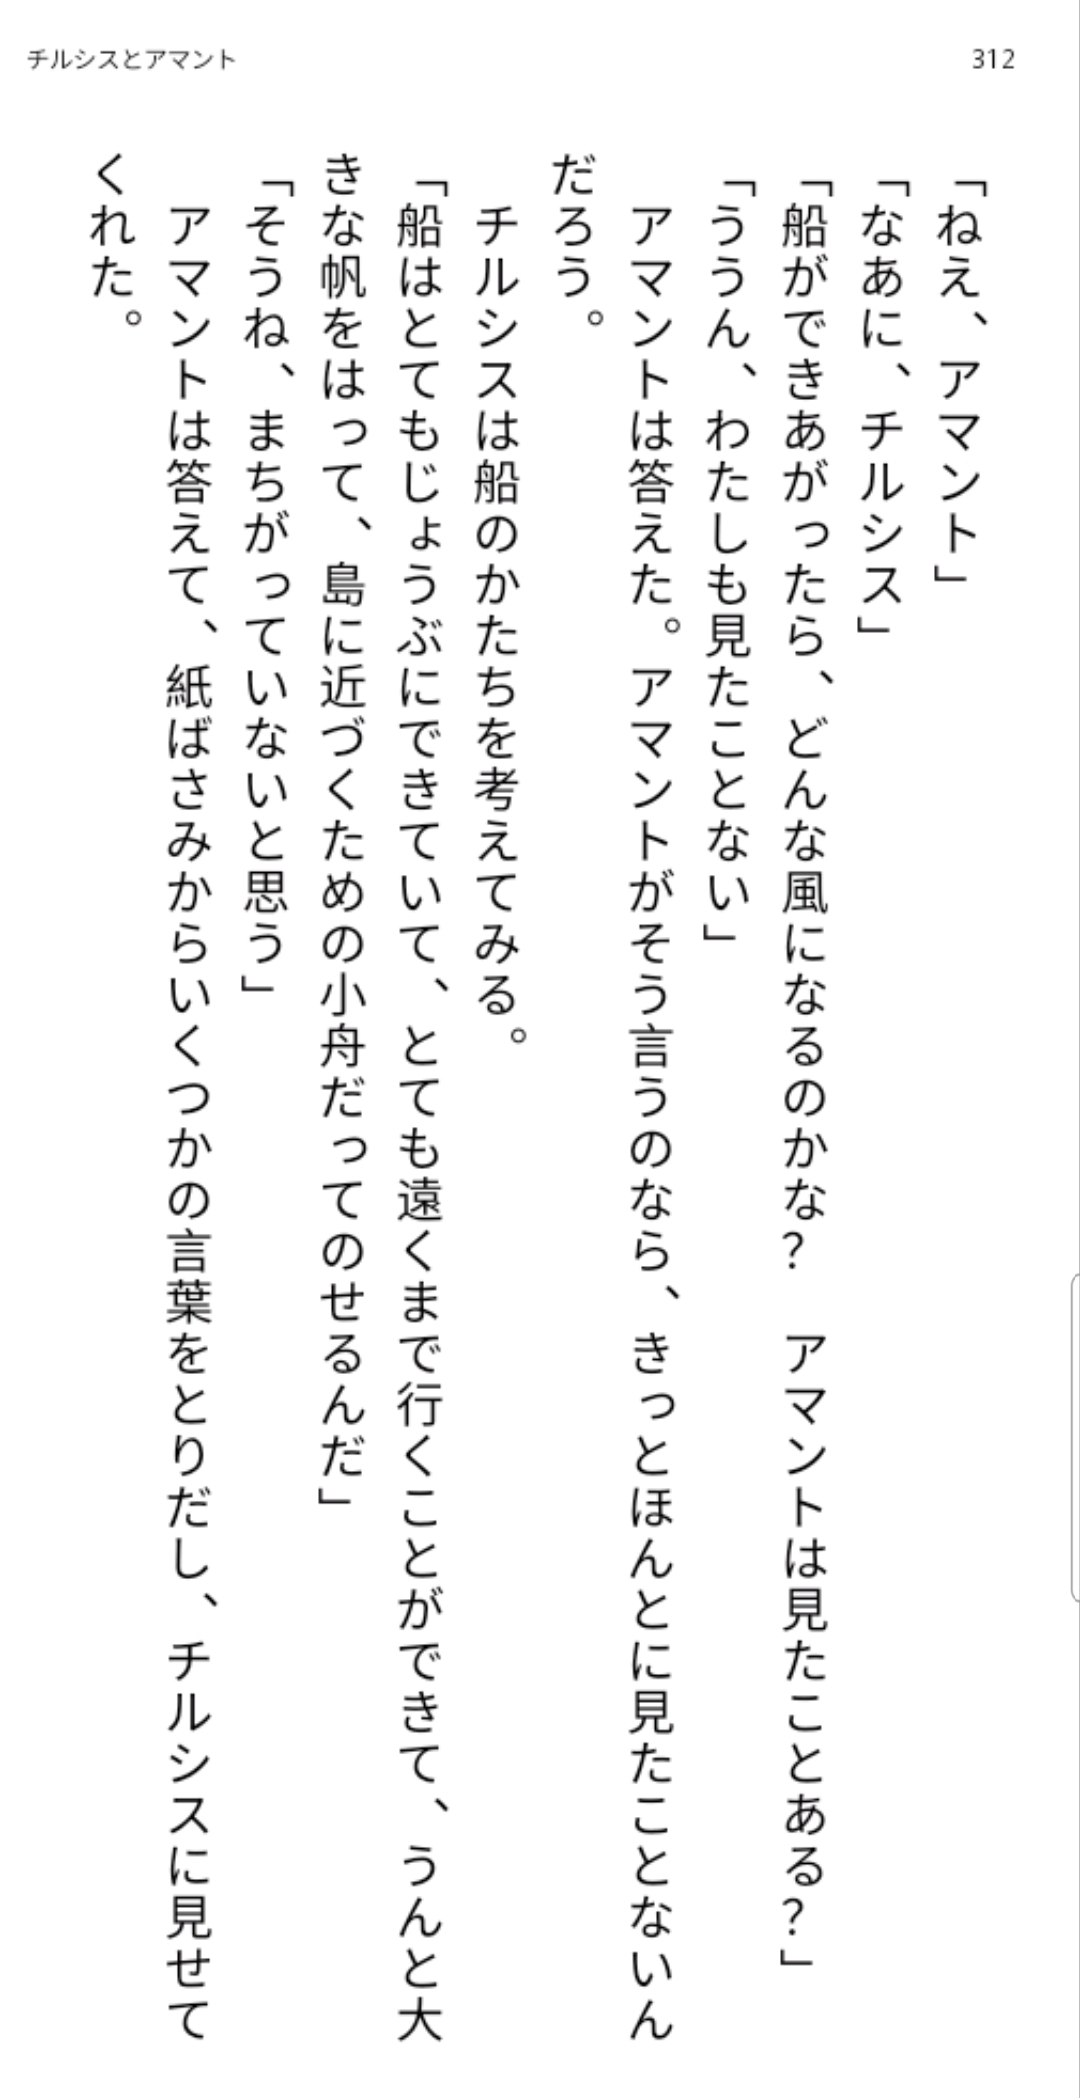 チルシスとアマント
312
「ねえ、アマント」
「なあに、チルシス」
「船ができあがったら、どんな風になるのかな？　アマントは見たことある？」
「ううん、わたしも見たことない」
　アマントは答えた。アマントがそう言うのなら、きっとほんとに見たことないん
だろう。
　チルシスは船のかたちを考えてみる。
「船はとてもじょうぶにできていて、とても遠くまで行くことができて、うんと大
きな帆をはって、島に近づくための小舟だってのせるんだ」
「そうね、まちがっていないと思う」
　アマントは答えて、紙ばさみからいくつかの言葉をとりだし、チルシスに見せて
くれた。